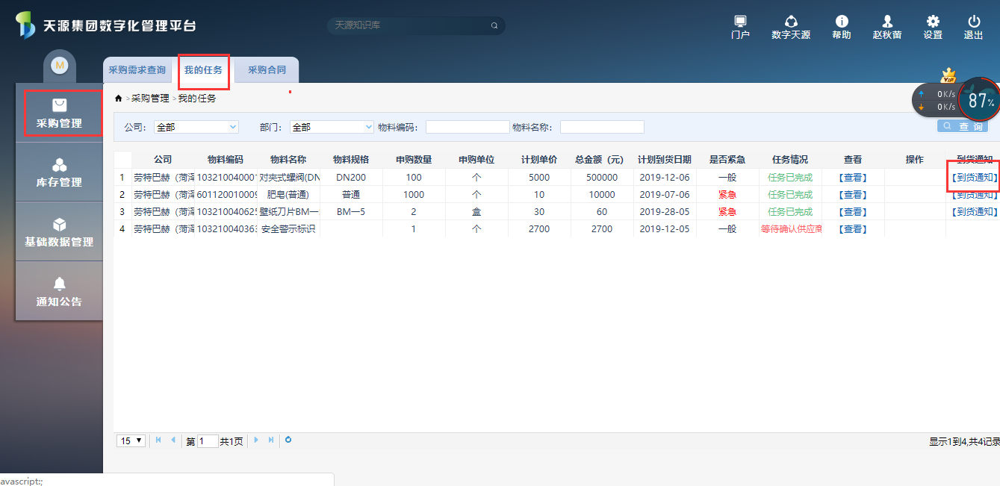 天源集团数字化管理平台
天源知识库
门户 数字天源 帮助 赵秋苗 设置 退出
M
采购需求查询 我的任务 采购合同
VIP
采购管理
库存管理
基础数据管理
通知公告
>采购管理 >我的任务
0K/s
0K/s
87%
公司： 全部 部门： 全部 物料编码： 物料名称： 查 询
公司 物料编码 物料名称 物料规格 申购数量 申购单位 计划单价 总金额（元） 计划到货日期 是否紧急 任务情况 查看 操作 到货通知
1 劳特巴赫（菏泽 103210040001 对夹式螺阀(DN DN200 100 个 5000 500000 2019-12-06 一般 任务已完成 【查看】 【到货通知】
2 劳特巴赫（菏泽 601120010009 肥皂(普通) 普通 1000 个 10 10000 2019-07-06 紧急 任务已完成 【查看】 【到货通知】
3 劳特巴赫（菏泽 103210040625 壁纸刀片BM一 BM一5 2 盒 30 60 2019-28-05 紧急 任务已完成 【查看】 【到货通知】
4 劳特巴赫（菏泽 103210040363 安全警示标识 1 个 2700 2700 2019-12-05 一般 等待确认供应商 【查看】
15 第 1 共1页 显示1到4,共4记录
avascript:;